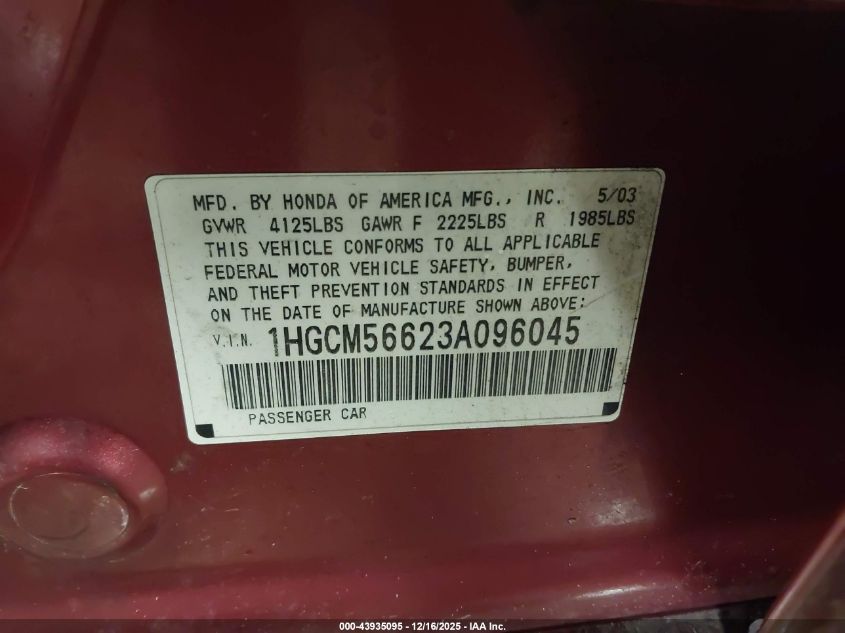 MFD. BY HONDA OF AMERICA MFG., INC. 5/03
GVWR 4125LBS GAWR F 2225LBS R 1985LBS
THIS VEHICLE CONFORMS TO ALL APPLICABLE
FEDERAL MOTOR VEHICLE SAFETY, BUMPER,
AND THEFT PREVENTION STANDARDS IN EFFECT
ON THE DATE OF MANUFACTURE SHOWN ABOVE:
V.I.N. 1HGCM56623A096045
PASSENGER CAR
000-43935095 - 12/16/2025 - IAA Inc.